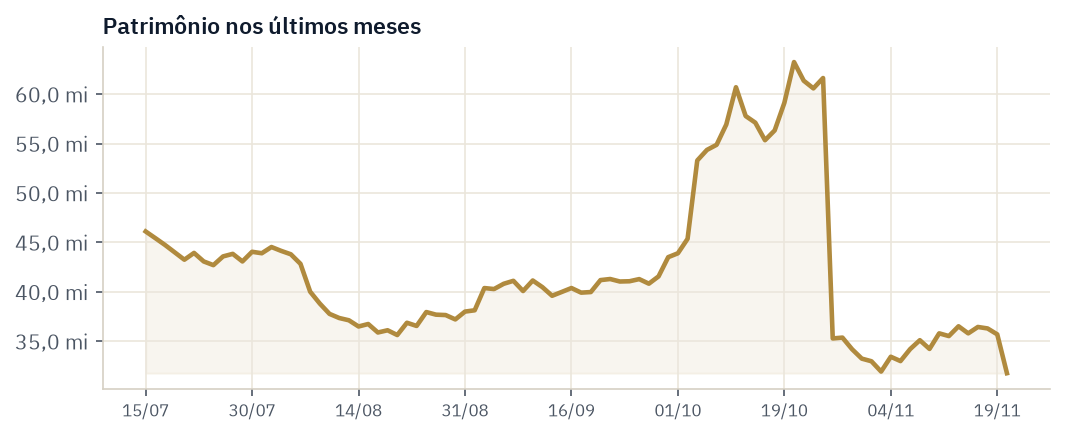 Patrimônio nos últimos meses
60,0 mi
55,0 mi
50,0 mi
45,0 mi
40,0 mi
35,0 mi
15/07 30/07 14/08 31/08 16/09 01/10 19/10 04/11 19/11